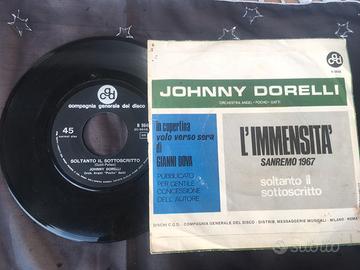 compagnia generale del disco
45
SOLTANTO IL SOTTOSCRITTO
JOHNNY DORELLI
JOHNNY DORELLI
ORCHESTRA ANGEL «POCHO» GATTI
in copertina
volo verso sera
di
GIANNI DOVA
PUBBLICATO
PER GENTILE
CONCESSIONE
DELL'AUTORE
L'IMMENSITA'
SANREMO 1967
soltanto il
sottoscritto
DISCHI C.G.D. - COMPAGNIA GENERALE DEL DISCO - DISTRIB. MESSAGGERIE MUSICALI - MILANO - ROMA
subito